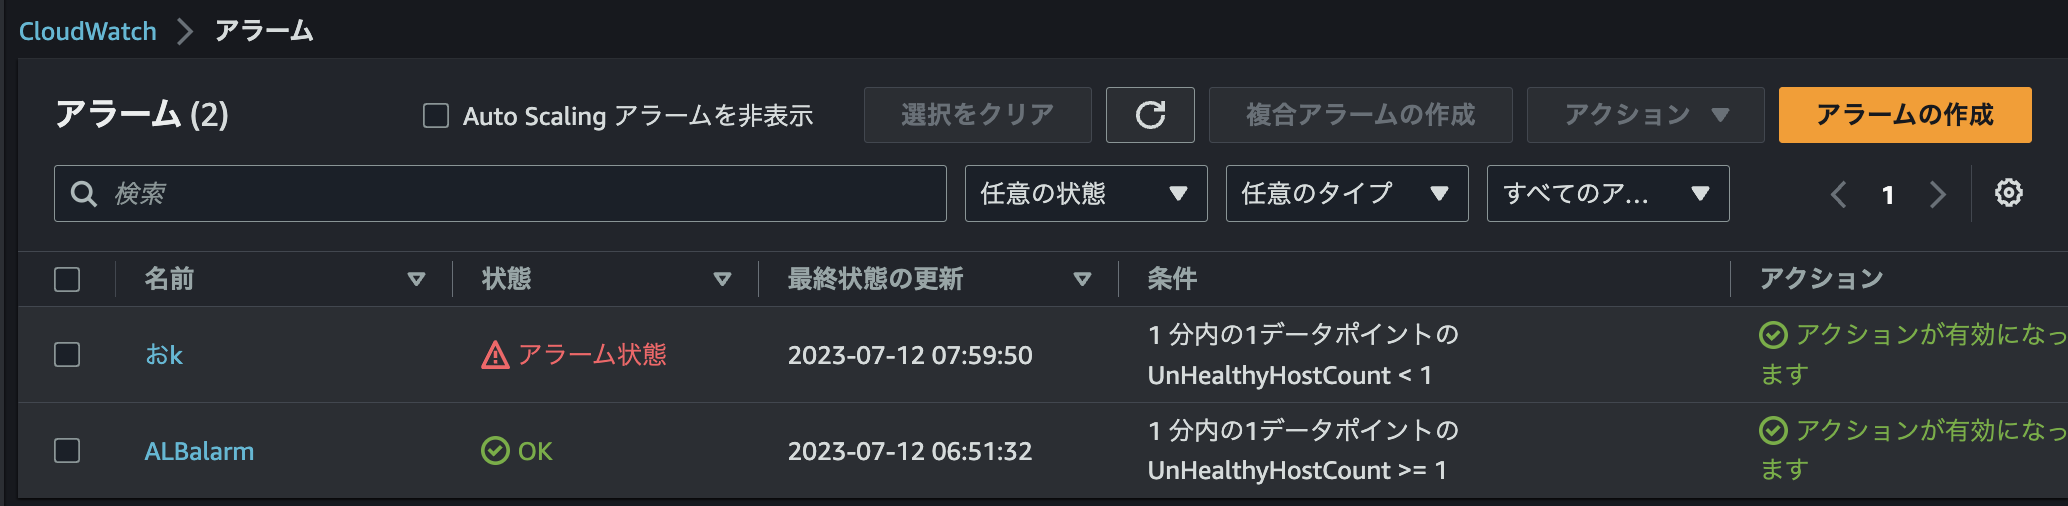 CloudWatch > アラーム
アラーム (2)
Auto Scaling アラームを非表示
選択をクリア
複合アラームの作成
アクション
アラームの作成
検索
任意の状態
任意のタイプ
すべてのア...
1
名前 状態 最終状態の更新 条件 アクション
おk アラーム状態 2023-07-12 07:59:50 1 分内の1データポイントの アクションが有効になっ
UnHealthyHostCount < 1 ます
ALBalarm OK 2023-07-12 06:51:32 1 分内の1データポイントの アクションが有効になっ
UnHealthyHostCount >= 1 ます